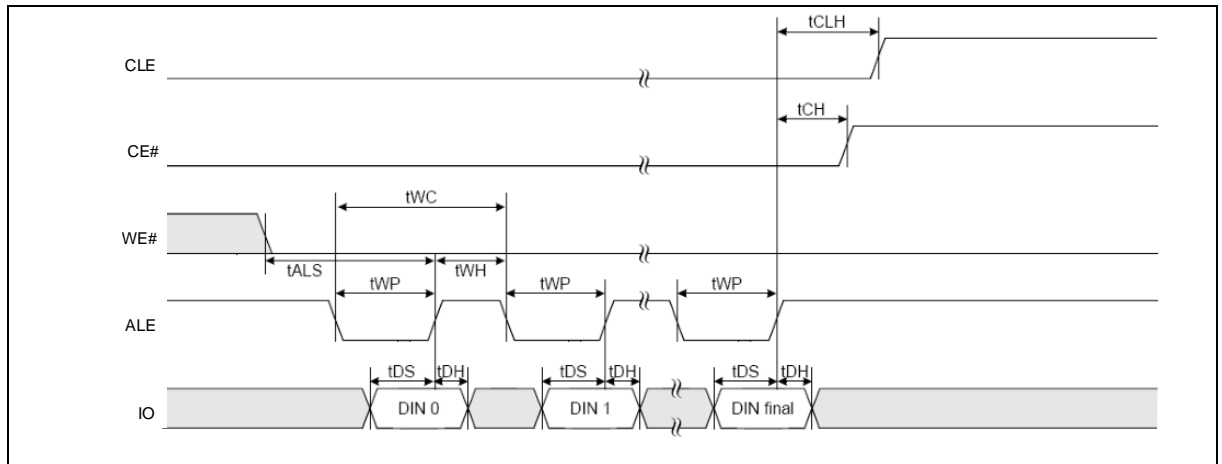 tCLH
CLE
tCH
CE#
tWC
WE#
tALS
tWH
tWP
tWP
tWP
ALE
tDS
tDH
tDS
tDH
tDS
tDH
IO
DIN 0
DIN 1
DIN final